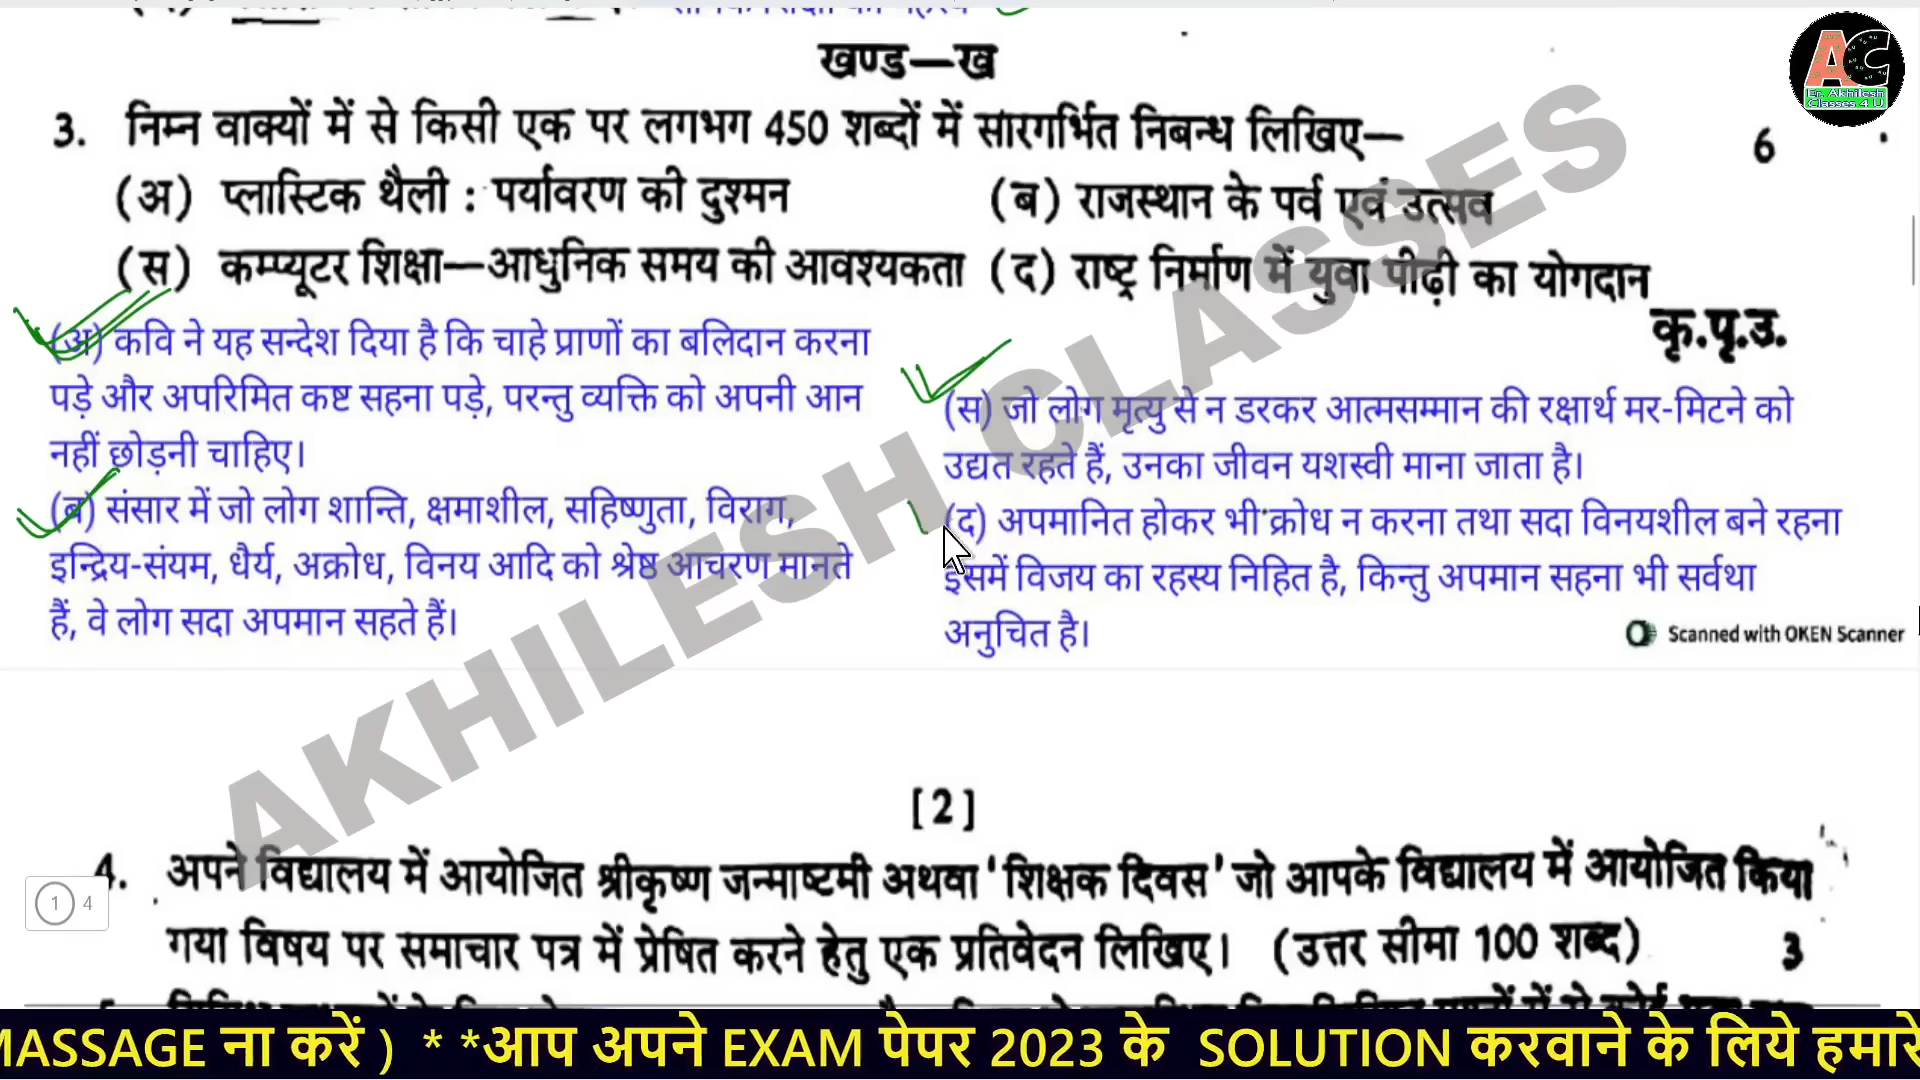 खण्ड—ख
3. निम्न वाक्यों में से किसी एक पर लगभग 450 शब्दों में सारगर्भित निबन्ध लिखिए— 6
(अ) प्लास्टिक थैली : पर्यावरण की दुश्मन (ब) राजस्थान के पर्व एवं उत्सव
(स) कम्प्यूटर शिक्षा—आधुनिक समय की आवश्यकता (द) राष्ट्र निर्माण में युवा पीढ़ी का योगदान
कृ.पृ.उ.
(अ) कवि ने यह सन्देश दिया है कि चाहे प्राणों का बलिदान करना
पड़े और अपरिमित कष्ट सहना पड़े, परन्तु व्यक्ति को अपनी आन
नहीं छोड़नी चाहिए।
(ब) संसार में जो लोग शान्ति, क्षमाशील, सहिष्णुता, विराग,
इन्द्रिय-संयम, धैर्य, अक्रोध, विनय आदि को श्रेष्ठ आचरण मानते
हैं, वे लोग सदा अपमान सहते हैं।
(स) जो लोग मृत्यु से न डरकर आत्मसम्मान की रक्षार्थ मर-मिटने को
उद्यत रहते हैं, उनका जीवन यशस्वी माना जाता है।
(द) अपमानित होकर भी क्रोध न करना तथा सदा विनयशील बने रहना
इसमें विजय का रहस्य निहित है, किन्तु अपमान सहना भी सर्वथा
अनुचित है।
Scanned with OKEN Scanner
AKHILESH CLASSES
AC
Er. Akhilesh
Classes 4 U
[2]
4. अपने विद्यालय में आयोजित श्रीकृष्ण जन्माष्टमी अथवा 'शिक्षक दिवस' जो आपके विद्यालय में आयोजित किया
गया विषय पर समाचार पत्र में प्रेषित करने हेतु एक प्रतिवेदन लिखिए। (उत्तर सीमा 100 शब्द) 3
1 4
MASSAGE ना करें ) * *आप अपने EXAM पेपर 2023 के SOLUTION करवाने के लिये हमारे